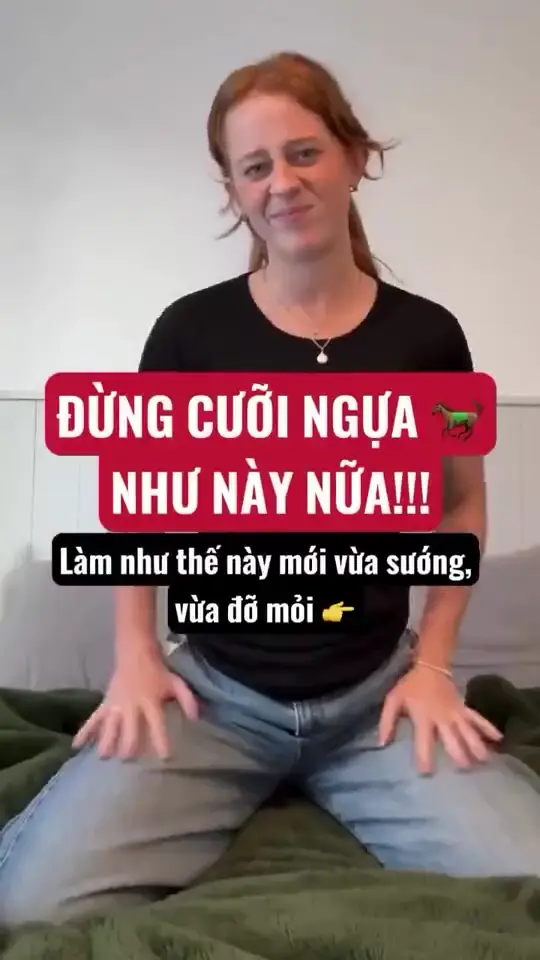 ĐỪNG CƯỠI NGỰA 🐎
NHƯ NÀY NỮA!!!
Làm như thế này mới vừa sướng,
vừa đỡ mỏi 👉